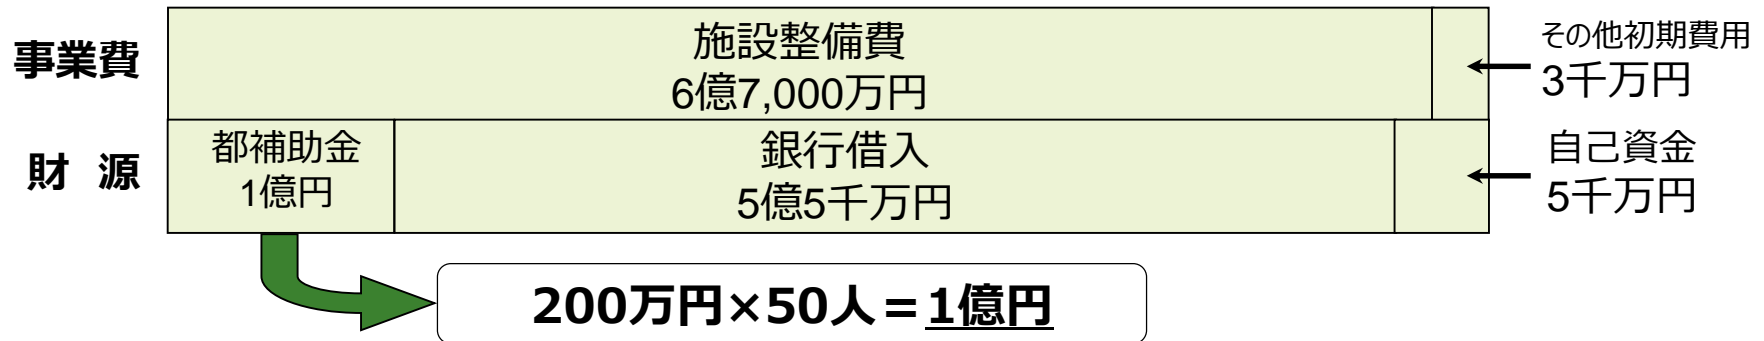 事業費
施設整備費
6億7,000万円
その他初期費用
3千万円
財 源
都補助金
1億円
銀行借入
5億5千万円
自己資金
5千万円
200万円×50人＝1億円